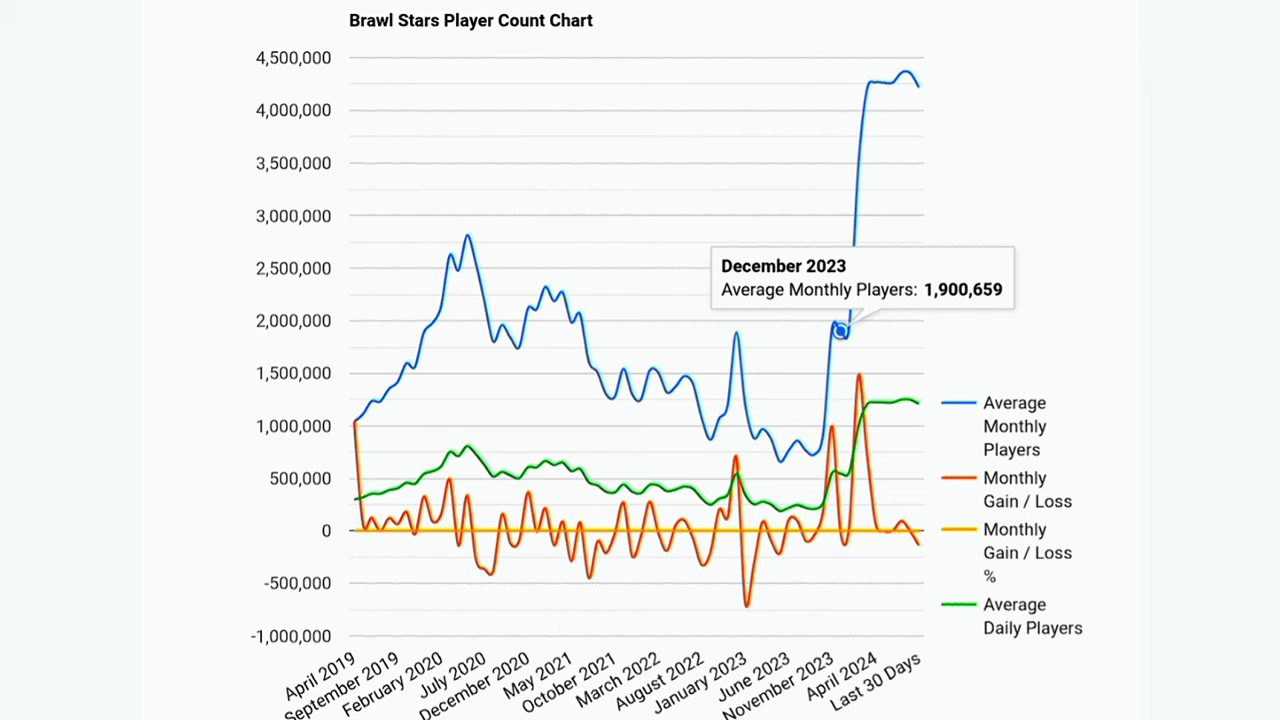 Brawl Stars Player Count Chart
4,500,000
4,000,000
3,500,000
3,000,000
2,500,000
2,000,000
1,500,000
1,000,000
500,000
0
-500,000
-1,000,000
December 2023
Average Monthly Players: 1,900,659
Average
Monthly
Players
Monthly
Gain / Loss
Monthly
Gain / Loss
%
Average
Daily Players
April 2019
September 2019
February 2020
July 2020
December 2020
May 2021
October 2021
March 2022
August 2022
January 2023
June 2023
November 2023
April 2024
Last 30 Days